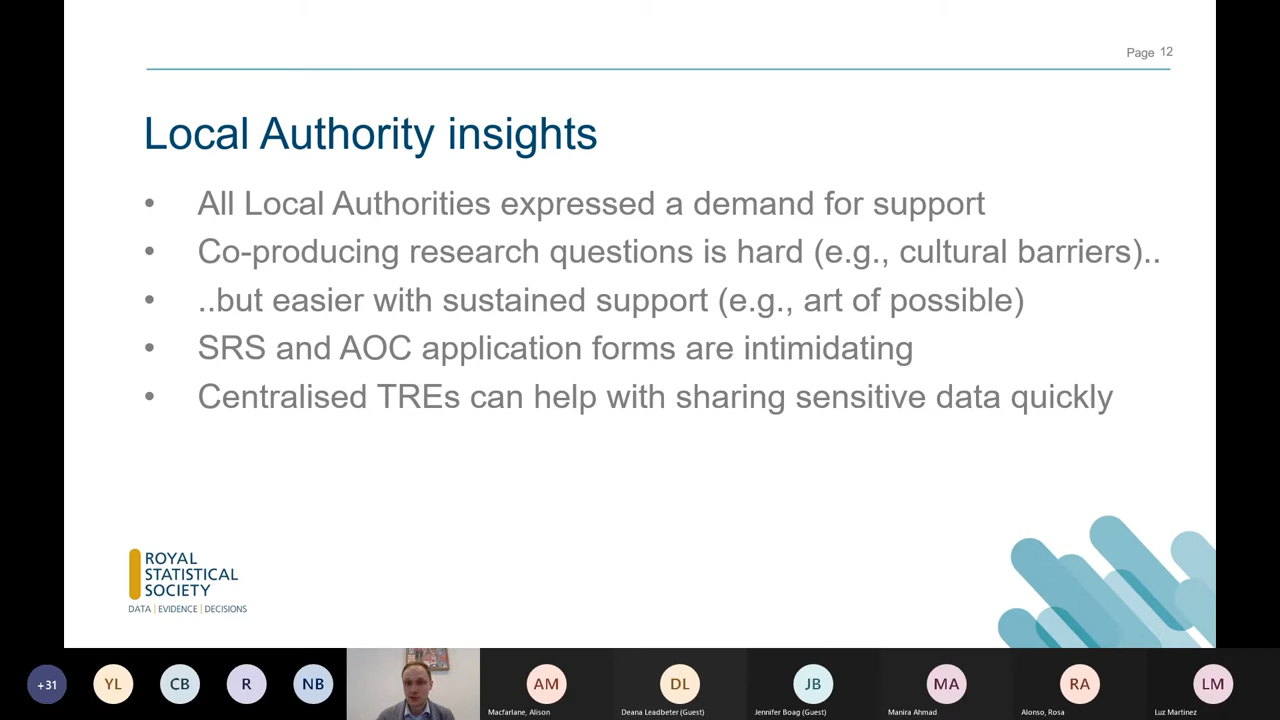 Page 12
Local Authority insights
• All Local Authorities expressed a demand for support
• Co-producing research questions is hard (e.g., cultural barriers)..
• ..but easier with sustained support (e.g., art of possible)
• SRS and AOC application forms are intimidating
• Centralised TREs can help with sharing sensitive data quickly
ROYAL
STATISTICAL
SOCIETY
DATA | EVIDENCE | DECISIONS
+31
YL
CB
R
NB
AM
DL
JB
MA
RA
LM
Macfarlane, Alison
Deana Leadbeter (Guest)
Jennifer Boag (Guest)
Manira Ahmad
Alonso, Rosa
Luz Martinez